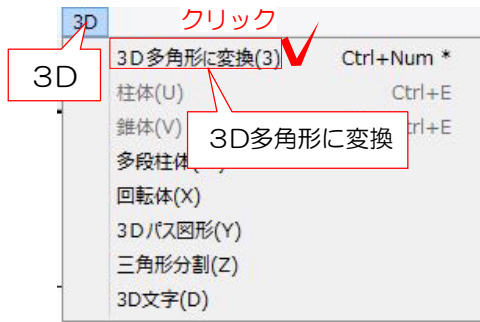 3D クリック
3D多角形に変換(3) Ctrl+Num *
3D
柱体(U) Ctrl+E
錐体(V) trl+E
3D多角形に変換
多段柱体
回転体(X)
3Dパス図形(Y)
三角形分割(Z)
3D文字(D)